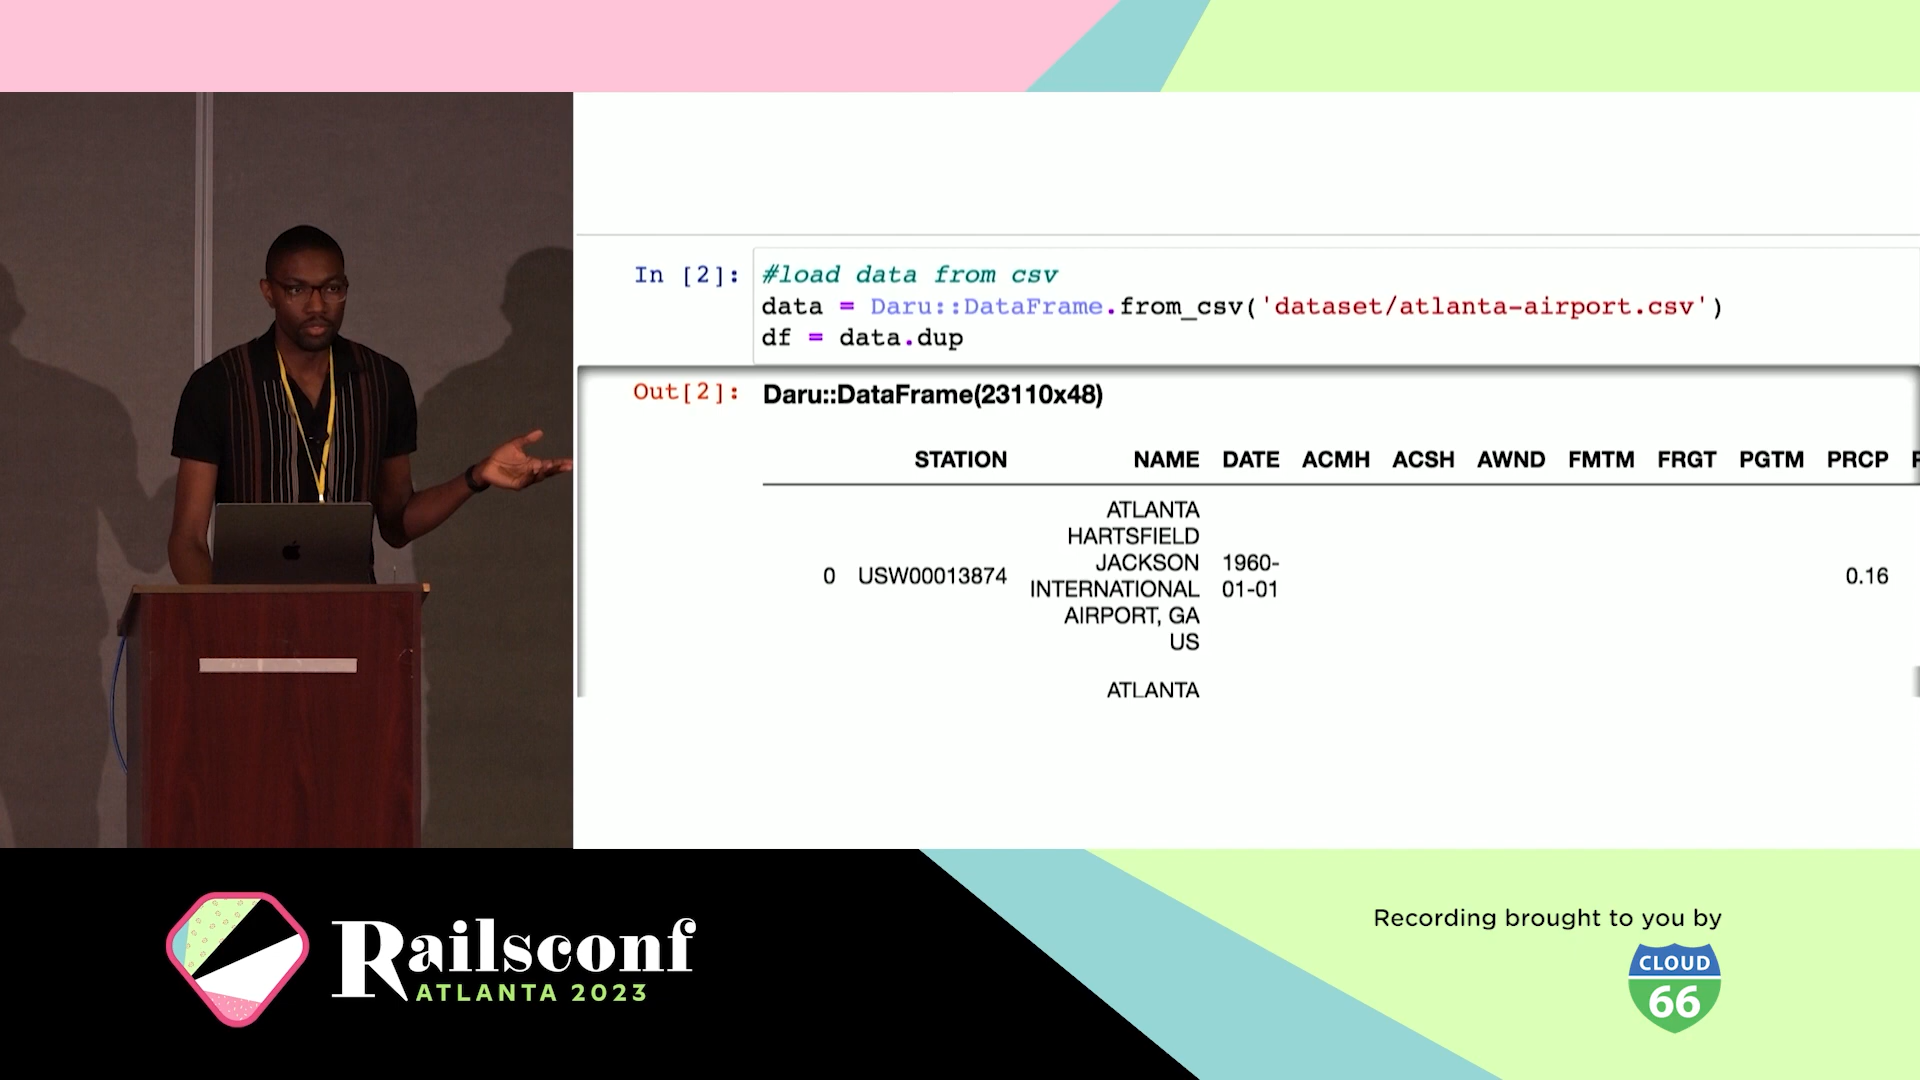 In [2]: #load data from csv
data = Daru::DataFrame.from_csv('dataset/atlanta-airport.csv')
df = data.dup
Out[2]: Daru::DataFrame(23110x48)
STATION NAME DATE ACMH ACSH AWND FMTM FRGT PGTM PRCP
ATLANTA
HARTSFIELD
JACKSON 1960-
0 USW00013874 0.16
INTERNATIONAL 01-01
AIRPORT, GA
US
ATLANTA
Railsconf
ATLANTA 2023
Recording brought to you by
CLOUD
66